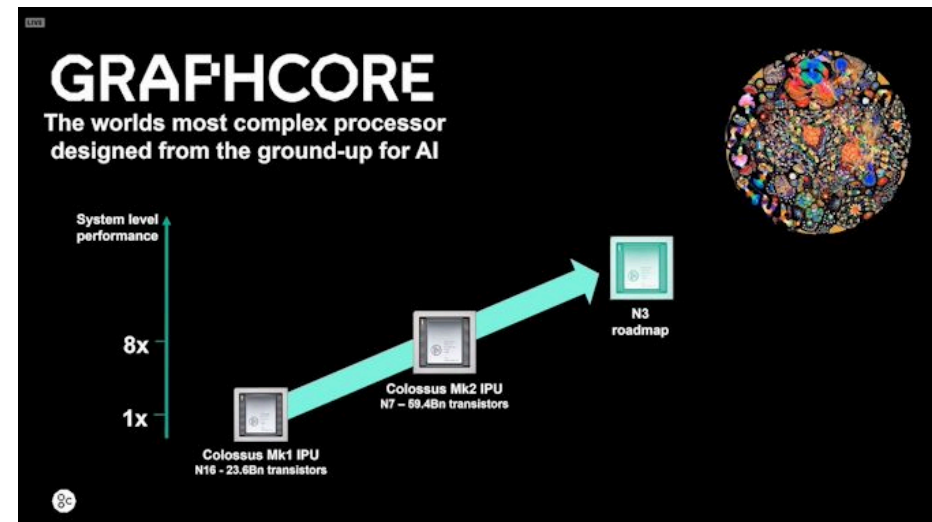 LIVE
GRAPHCORE
The worlds most complex processor
designed from the ground-up for AI
System level
performance
8x
1x
N3
roadmap
Colossus Mk2 IPU
N7 – 59.4Bn transistors
Colossus Mk1 IPU
N16 - 23.6Bn transistors